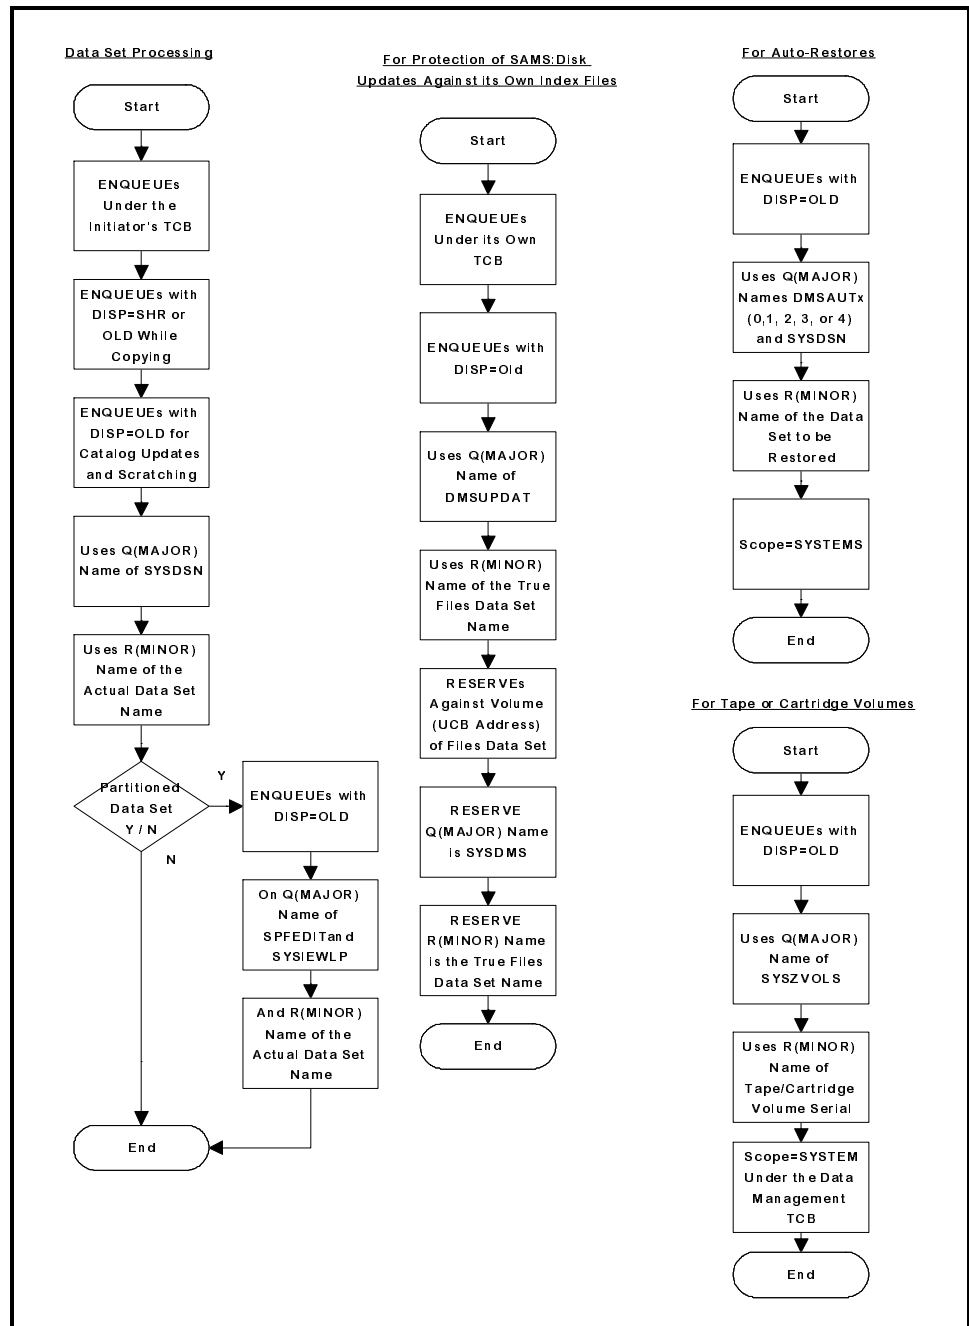 Data Set Processing
Start
ENQUEUEs
Under the
Initiator's TCB
ENQUEUEs with
DISP=SHR or
OLD While
Copying
ENQUEUEs with
DISP=OLD for
Catalog Updates
and Scratching
Uses Q(MAJOR)
Name of SYSDSN
Uses R(MINOR)
Name of the
Actual Data Set
Name
Partitioned
Data Set
Y / N
Y
N
ENQUEUEs with
DISP=OLD
On Q(MAJOR)
Name of
SPFEDITand
SYSIEWLP
And R(MINOR)
Name of the
Actual Data Set
Name
End
For Protection of SAMS:Disk
Updates Against its Own Index Files
Start
ENQUEUEs
Under its Own
TCB
ENQUEUEs with
DISP=Old
Uses Q(MAJOR)
Name of
DMSUPDAT
Uses R(MINOR)
Name of the True
Files Data Set
Name
RESERVEs
Against Volume
(UCB Address)
of Files Data Set
RESERVE
Q(MAJOR) Name
is SYSDMS
RESERVE
R(MINOR) Name
is the True Files
Data Set Name
End
For Auto-Restores
Start
ENQUEUEs with
DISP=OLD
Uses Q(MAJOR)
Names DMSAUTx
(0,1, 2, 3, or 4)
and SYSDSN
Uses R(MINOR)
Name of the Data
Set to be
Restored
Scope=SYSTEMS
End
For Tape or Cartridge Volumes
Start
ENQUEUEs with
DISP=OLD
Uses Q(MAJOR)
Name of
SYSZVOLS
Uses R(MINOR)
Name of
Tape/Cartridge
Volume Serial
Scope=SYSTEM
Under the Data
Management
TCB
End